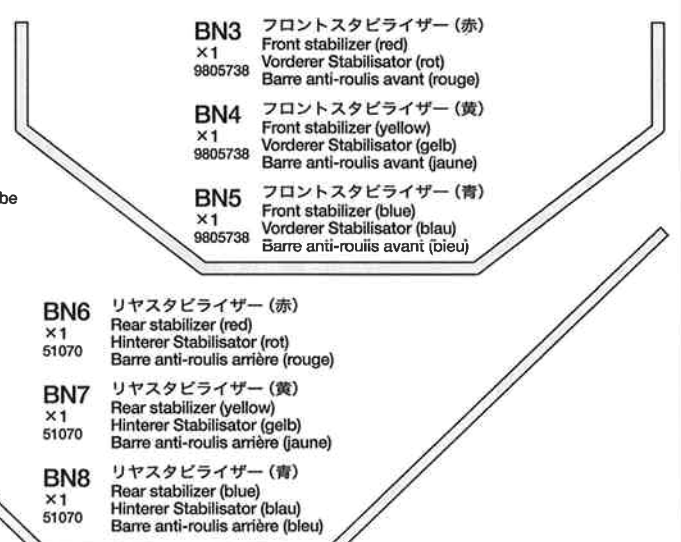 BN3 フロントスタビライザー（赤）
×1 Front stabilizer (red)
9805738 Vorderer Stabilisator (rot)
Barre anti-roulis avant (rouge)
BN4 フロントスタビライザー（黄）
×1 Front stabilizer (yellow)
9805738 Vorderer Stabilisator (gelb)
Barre anti-roulis avant (jaune)
be
BN5 フロントスタビライザー（青）
×1 Front stabilizer (blue)
9805738 Vorderer Stabilisator (blau)
Barre anti-roulis avant (bleu)
BN6 リヤスタビライザー（赤）
×1 Rear stabilizer (red)
51070 Hinterer Stabilisator (rot)
Barre anti-roulis arrière (rouge)
BN7 リヤスタビライザー（黄）
×1 Rear stabilizer (yellow)
51070 Hinterer Stabilisator (gelb)
Barre anti-roulis arrière (jaune)
BN8 リヤスタビライザー（青）
×1 Rear stabilizer (blue)
51070 Hinterer Stabilisator (blau)
Barre anti-roulis arrière (bleu)